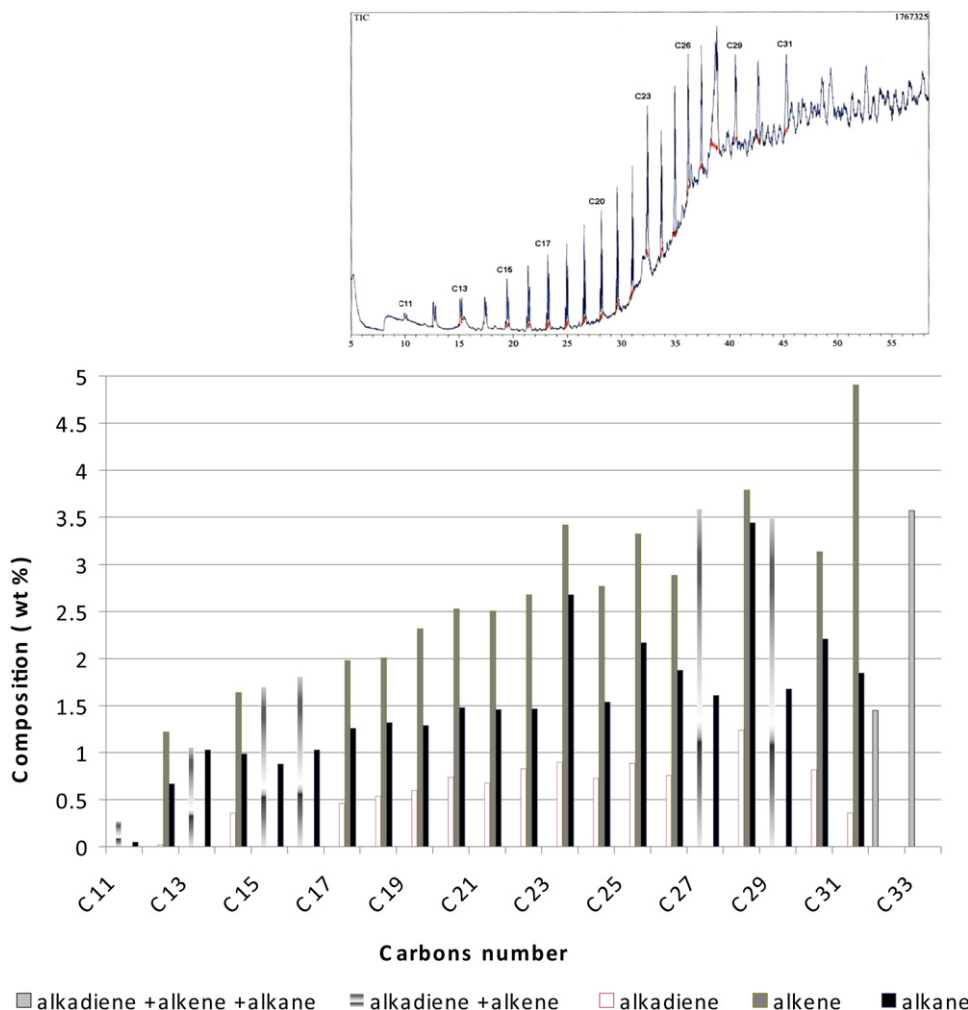 TIC
1767325
C26
C29
C31
C23
C20
C17
C15
C13
C11
5 10 15 20 25 30 35 40 45 50 55
5
4.5
4
3.5
3
2.5
2
1.5
1
0.5
0
Composition ( wt %)
C11 C13 C15 C17 C19 C21 C23 C25 C27 C29 C31 C33
Carbons number
alkadiene +alkene +alkane alkadiene +alkene alkadiene alkene alkane